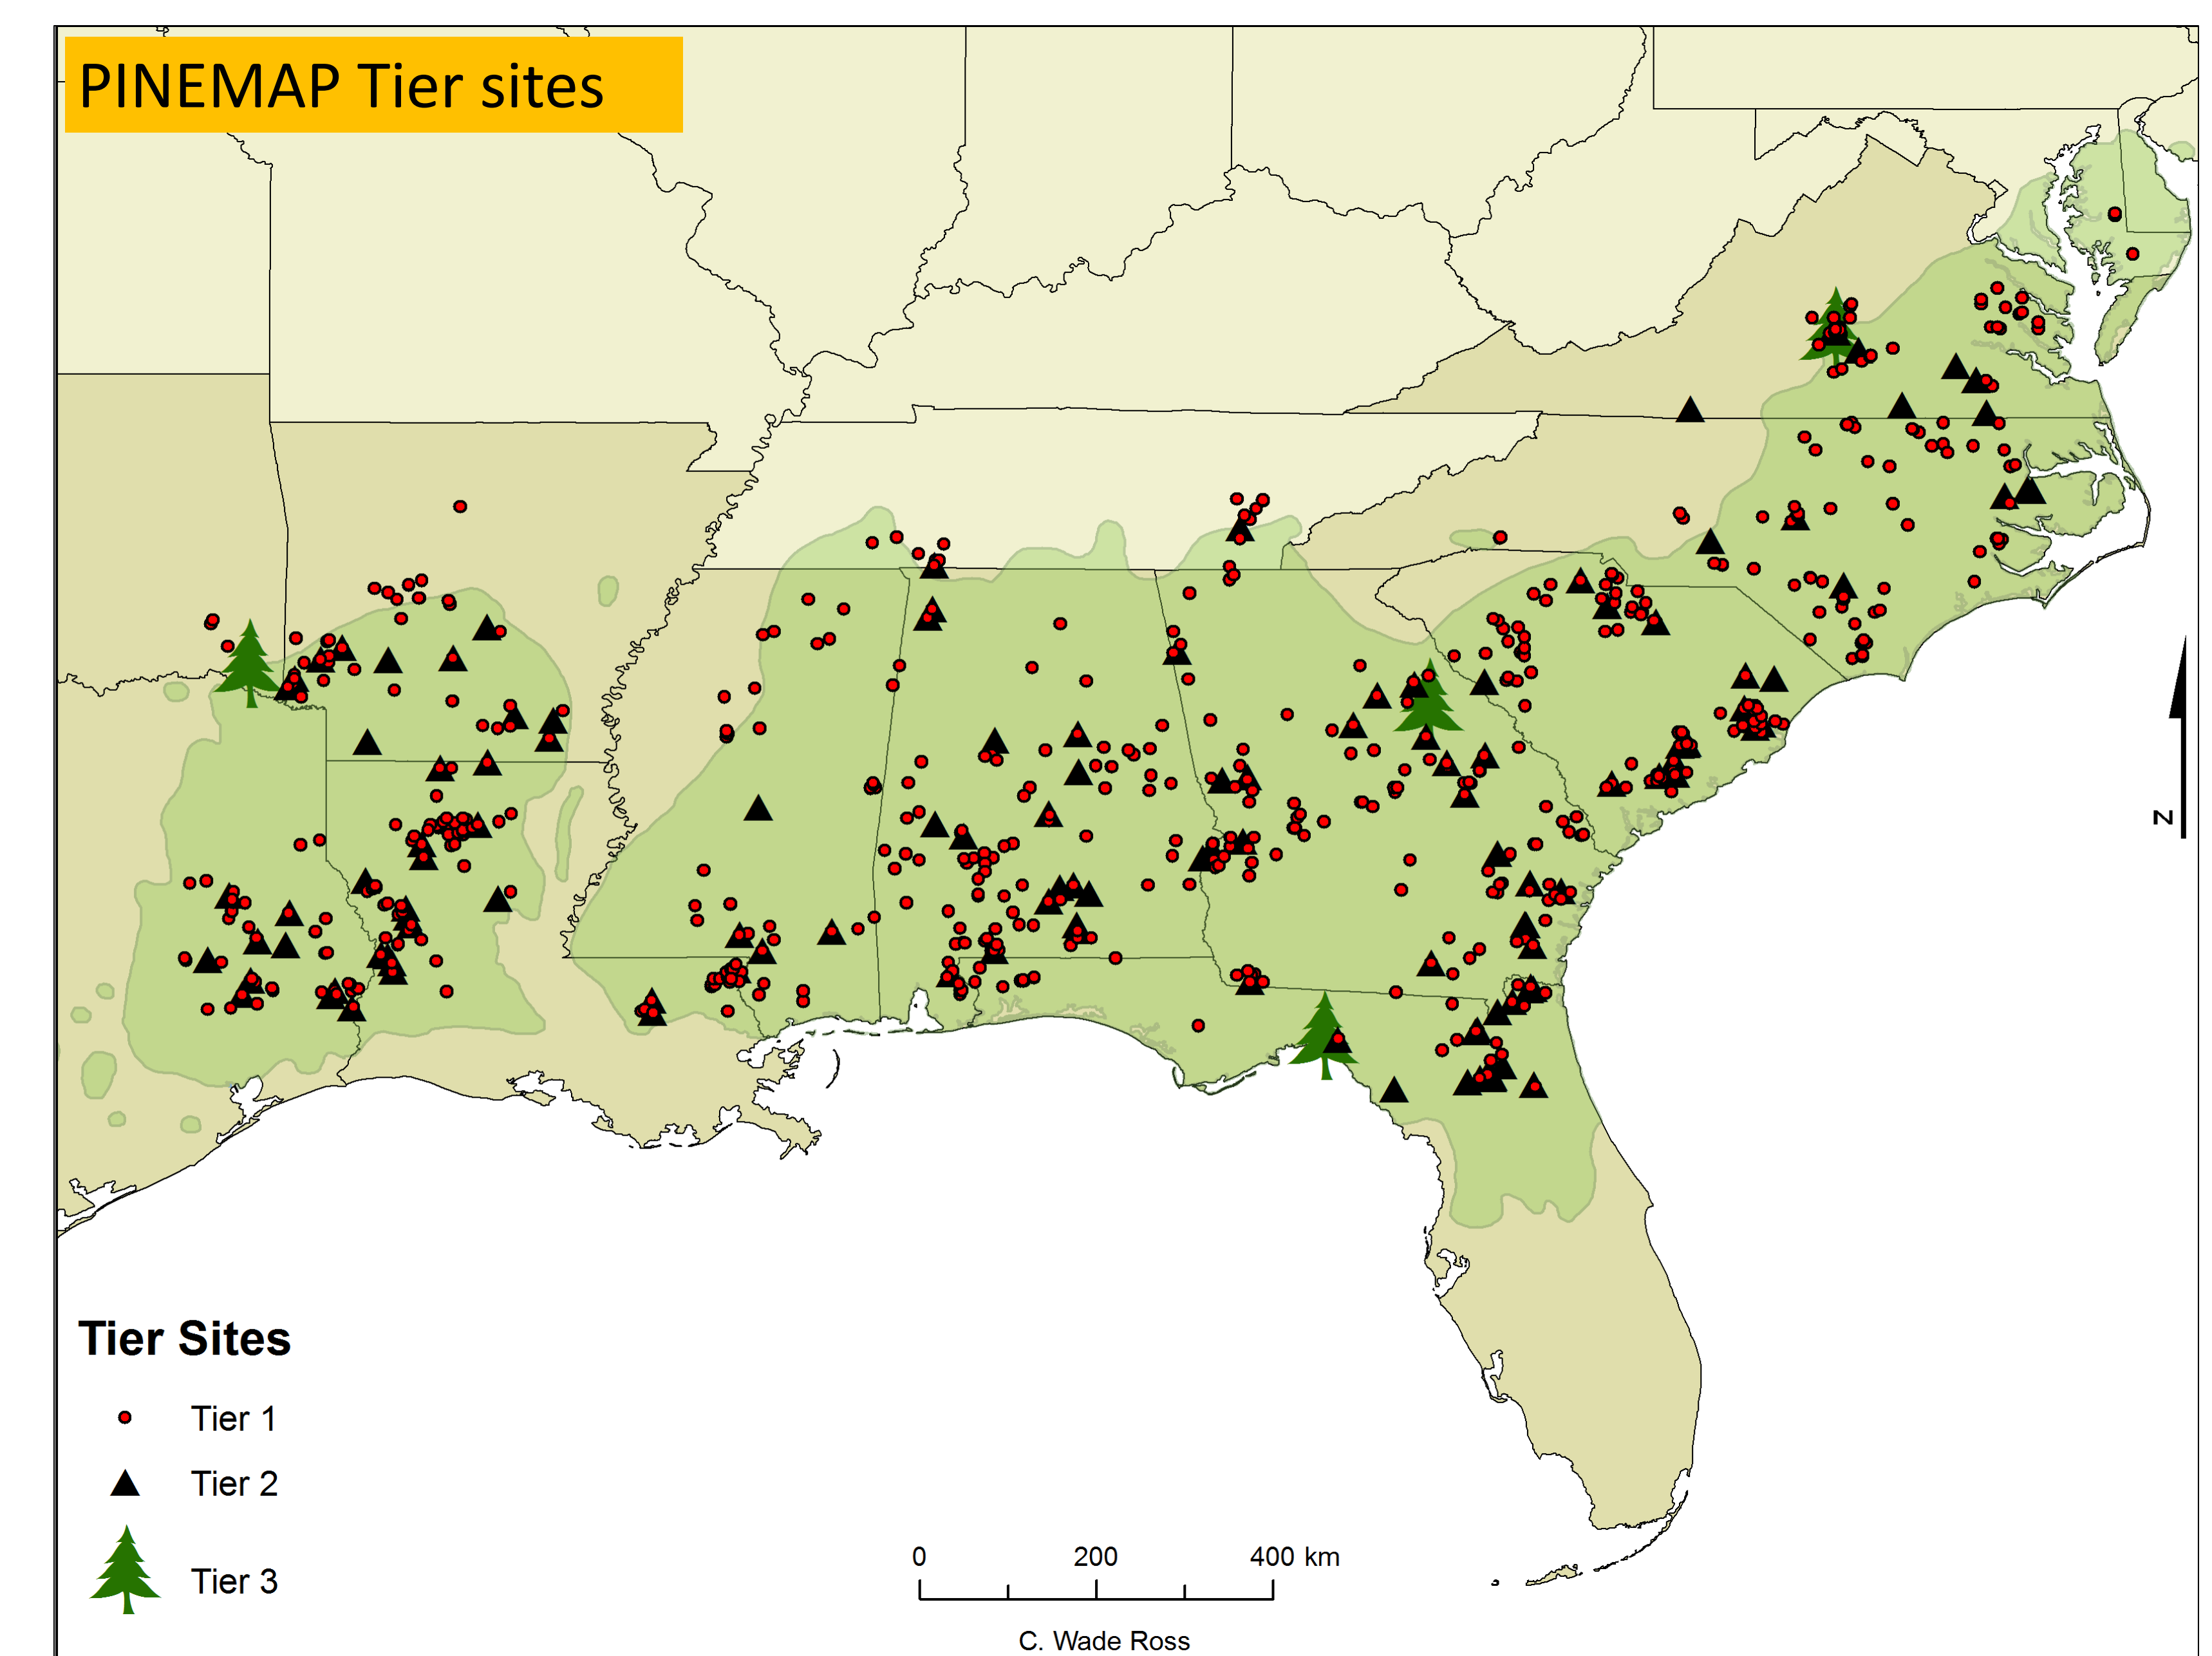 PINEMAP Tier sites
N
Tier Sites
Tier 1
Tier 2
Tier 3
0 200 400 km
C. Wade Ross